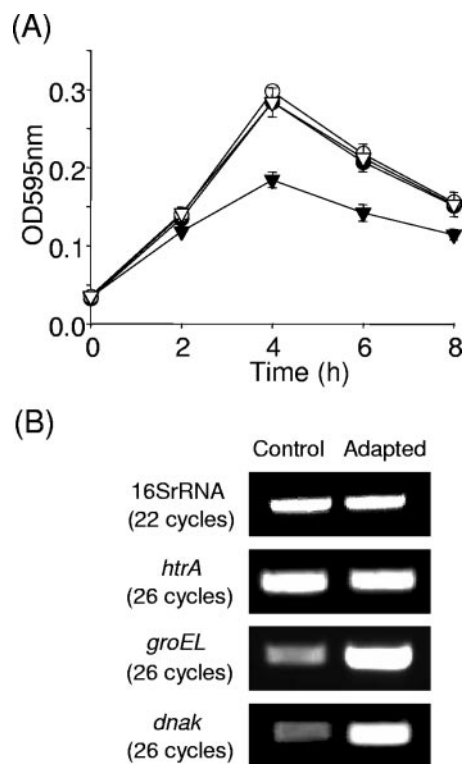 (A)
0.3
0.2
0.1
0.0
OD595nm
0 2 4 6 8
Time (h)
(B)
Control Adapted
16SrRNA
(22 cycles)
htrA
(26 cycles)
groEL
(26 cycles)
dnak
(26 cycles)